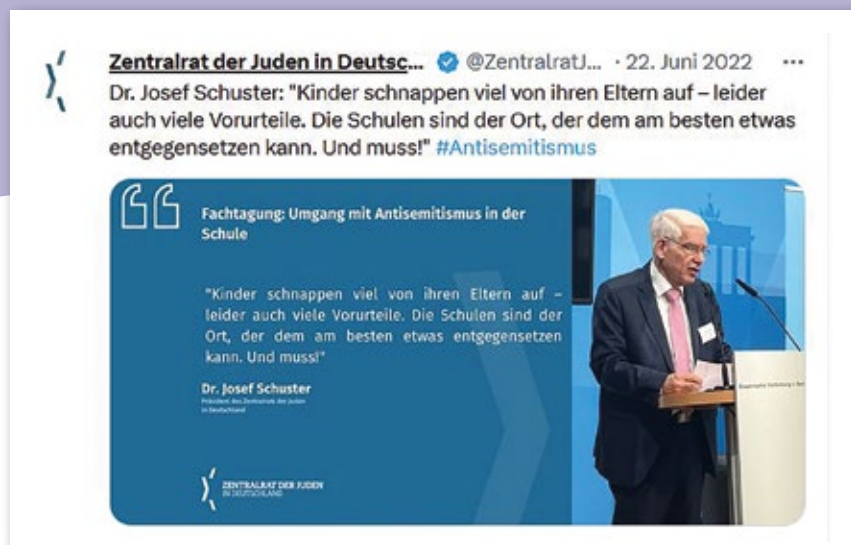 Zentralrat der Juden in Deutsc... @ZentralratJ... · 22. Juni 2022 ···
Dr. Josef Schuster: "Kinder schnappen viel von ihren Eltern auf – leider
auch viele Vorurteile. Die Schulen sind der Ort, der dem am besten etwas
entgegensetzen kann. Und muss!" #Antisemitismus
Fachtagung: Umgang mit Antisemitismus in der
Schule
"Kinder schnappen viel von ihren Eltern auf –
leider auch viele Vorurteile. Die Schulen sind der
Ort, der dem am besten etwas entgegensetzen
kann. Und muss!"
Dr. Josef Schuster
Präsident des Zentralrats der Juden
in Deutschland
ZENTRALRAT DER JUDEN
IN DEUTSCHLAND